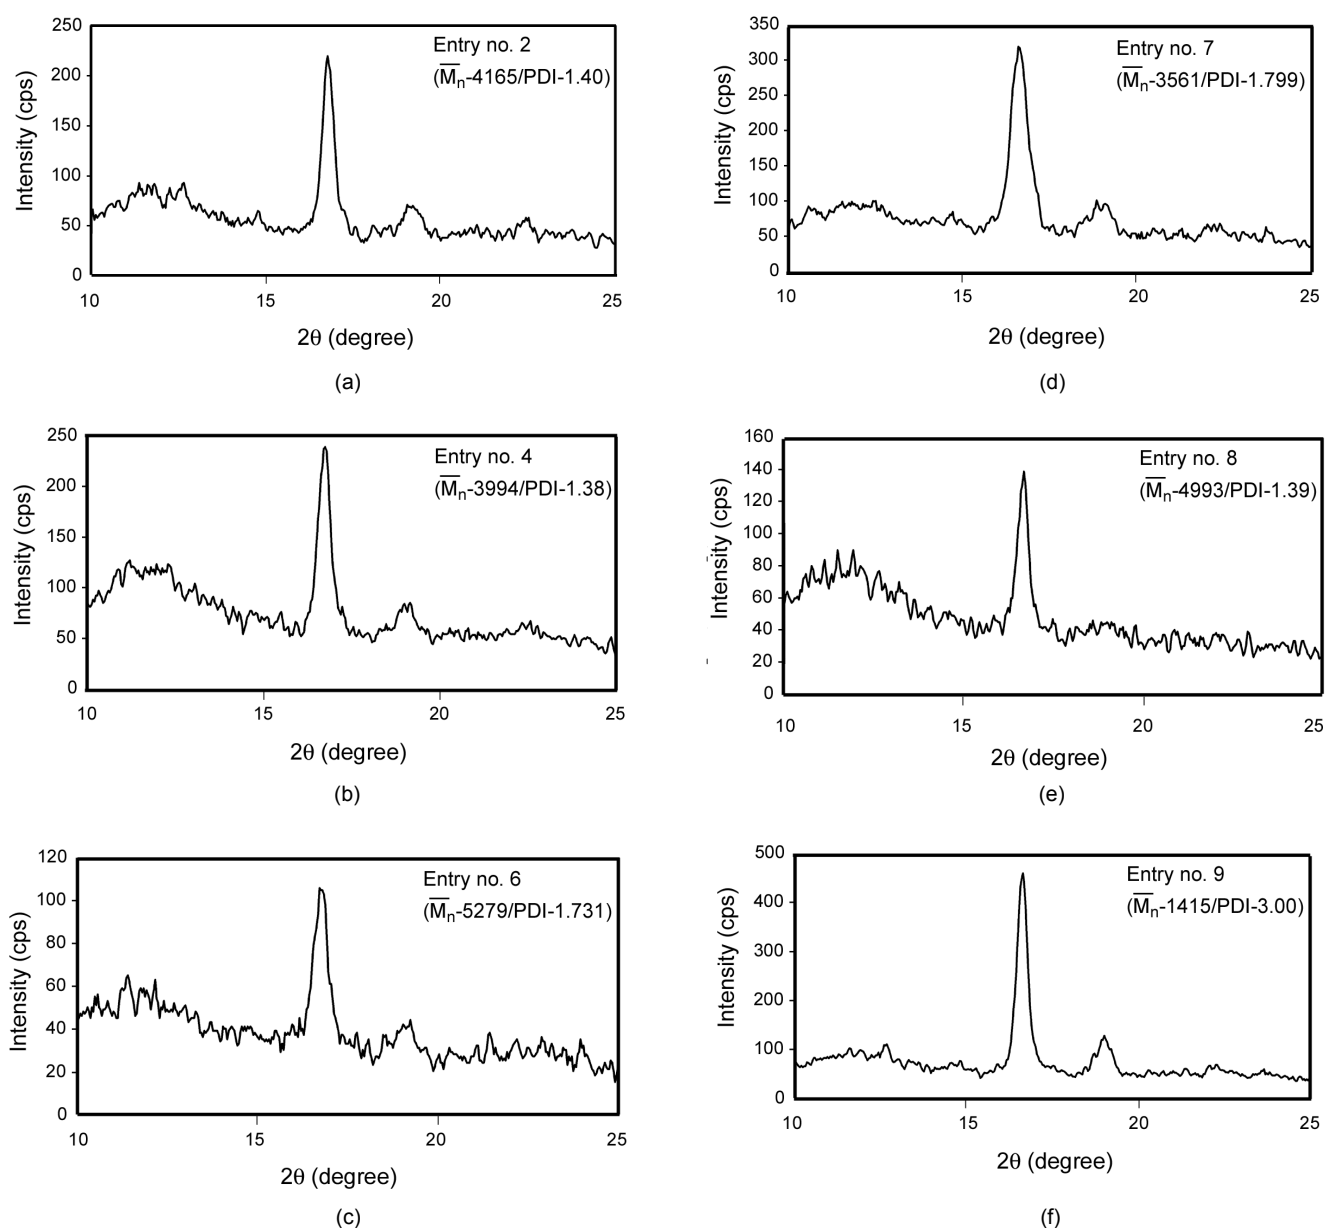 Entry no. 2
(M̅n-4165/PDI-1.40)
250
200
150
100
50
0
10
15
20
25
Intensity (cps)
2θ (degree)
(a)
Entry no. 7
(M̅n-3561/PDI-1.799)
350
300
250
200
150
100
50
0
10
15
20
25
Intensity (cps)
2θ (degree)
(d)
Entry no. 4
(M̅n-3994/PDI-1.38)
250
200
150
100
50
0
10
15
20
25
Intensity (cps)
2θ (degree)
(b)
Entry no. 8
(M̅n-4993/PDI-1.39)
160
140
120
100
80
60
40
20
0
10
15
20
25
Intensity (cps)
2θ (degree)
(e)
Entry no. 6
(M̅n-5279/PDI-1.731)
120
100
80
60
40
20
0
10
15
20
25
Intensity (cps)
2θ (degree)
(c)
Entry no. 9
(M̅n-1415/PDI-3.00)
500
400
300
200
100
0
10
15
20
25
Intensity (cps)
2θ (degree)
(f)